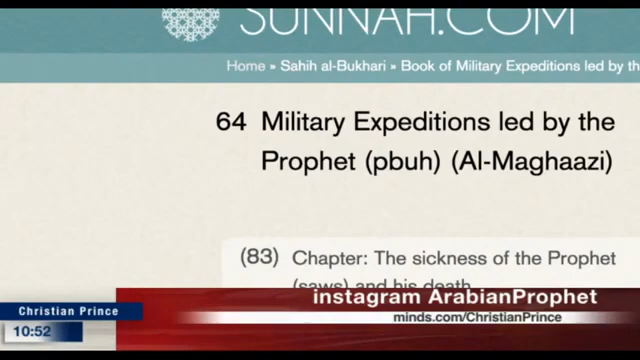 SUNNAH.COM
Home » Sahih al-Bukhari » Book of Military Expeditions led by th
64 Military Expeditions led by the
Prophet (pbuh) (Al-Maghaazi)
(83) Chapter: The sickness of the Prophet
(saws) and his death
instagram ArabianProphet
minds.com/ChristianPrince
Christian Prince
10:52